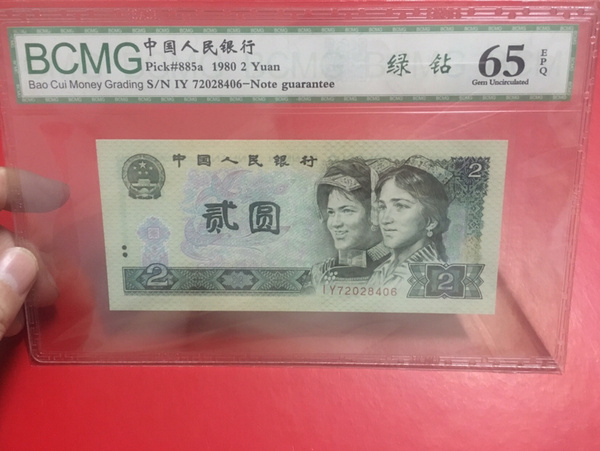 BCMG 中国人民银行
Pick#885a 1980 2 Yuan
Bao Cui Money Grading S/N IY 72028406-Note guarantee
绿钻 65 EPQ
Gem Uncirculated
中国人民银行
贰圆
2
2
2
IY72028406